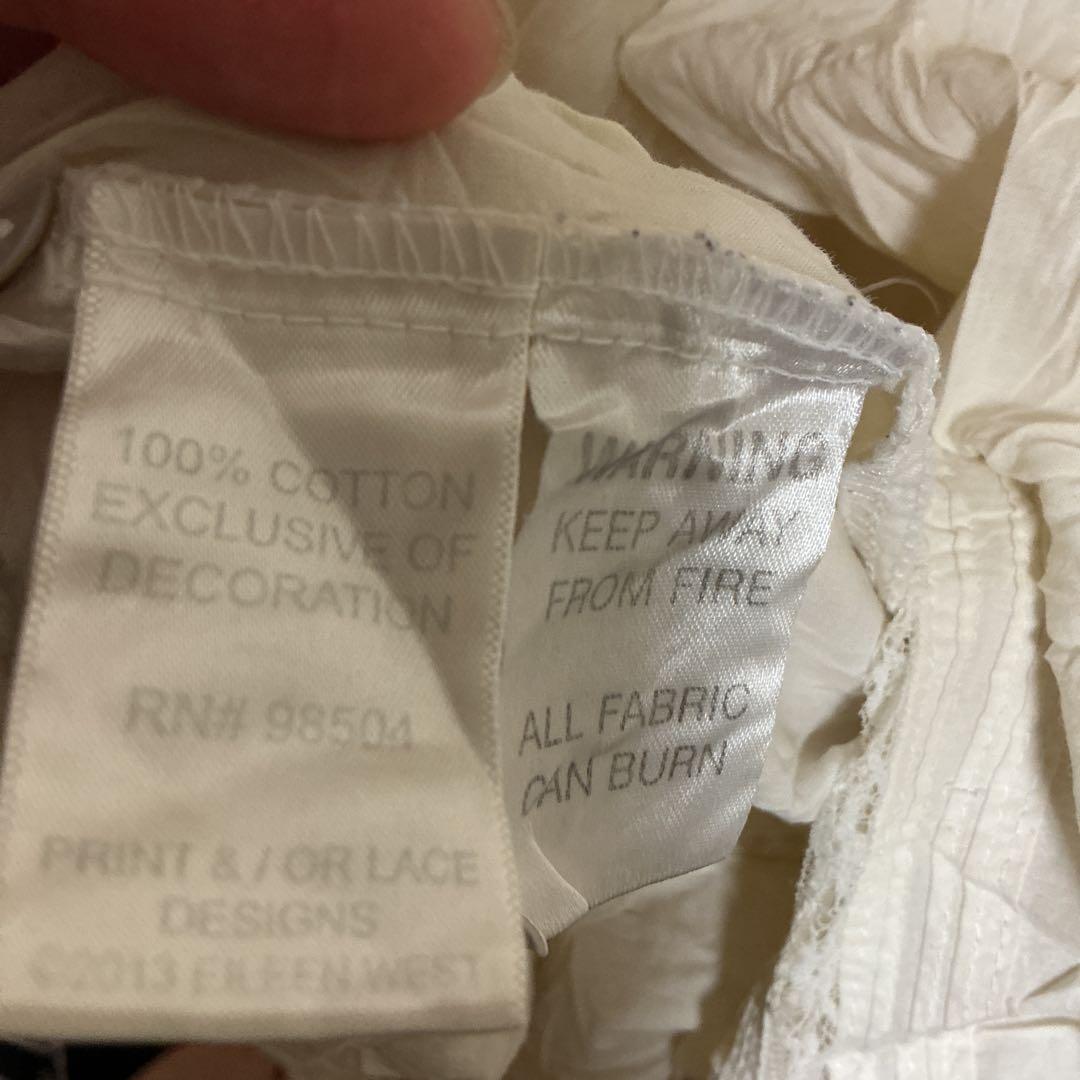 100% COTTON
EXCLUSIVE OF
DECORATION
RN# 98504
PRINT & / OR LACE
DESIGNS
©2013 EILEEN WEST
WARNING
KEEP AWAY
FROM FIRE
ALL FABRIC
CAN BURN